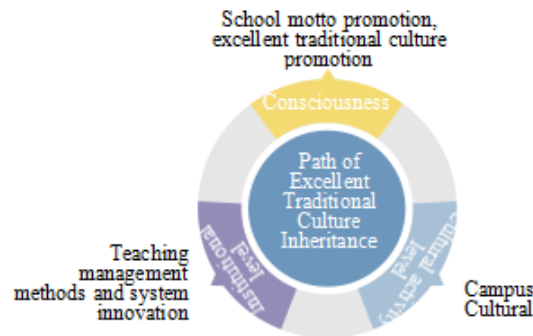 School motto promotion,
excellent traditional culture
promotion
Consciousness
Path of
Excellent
Traditional
Culture
Inheritance
Institutional
level
Cultural activity
level
Teaching
management
methods and system
innovation
Campus
Cultural